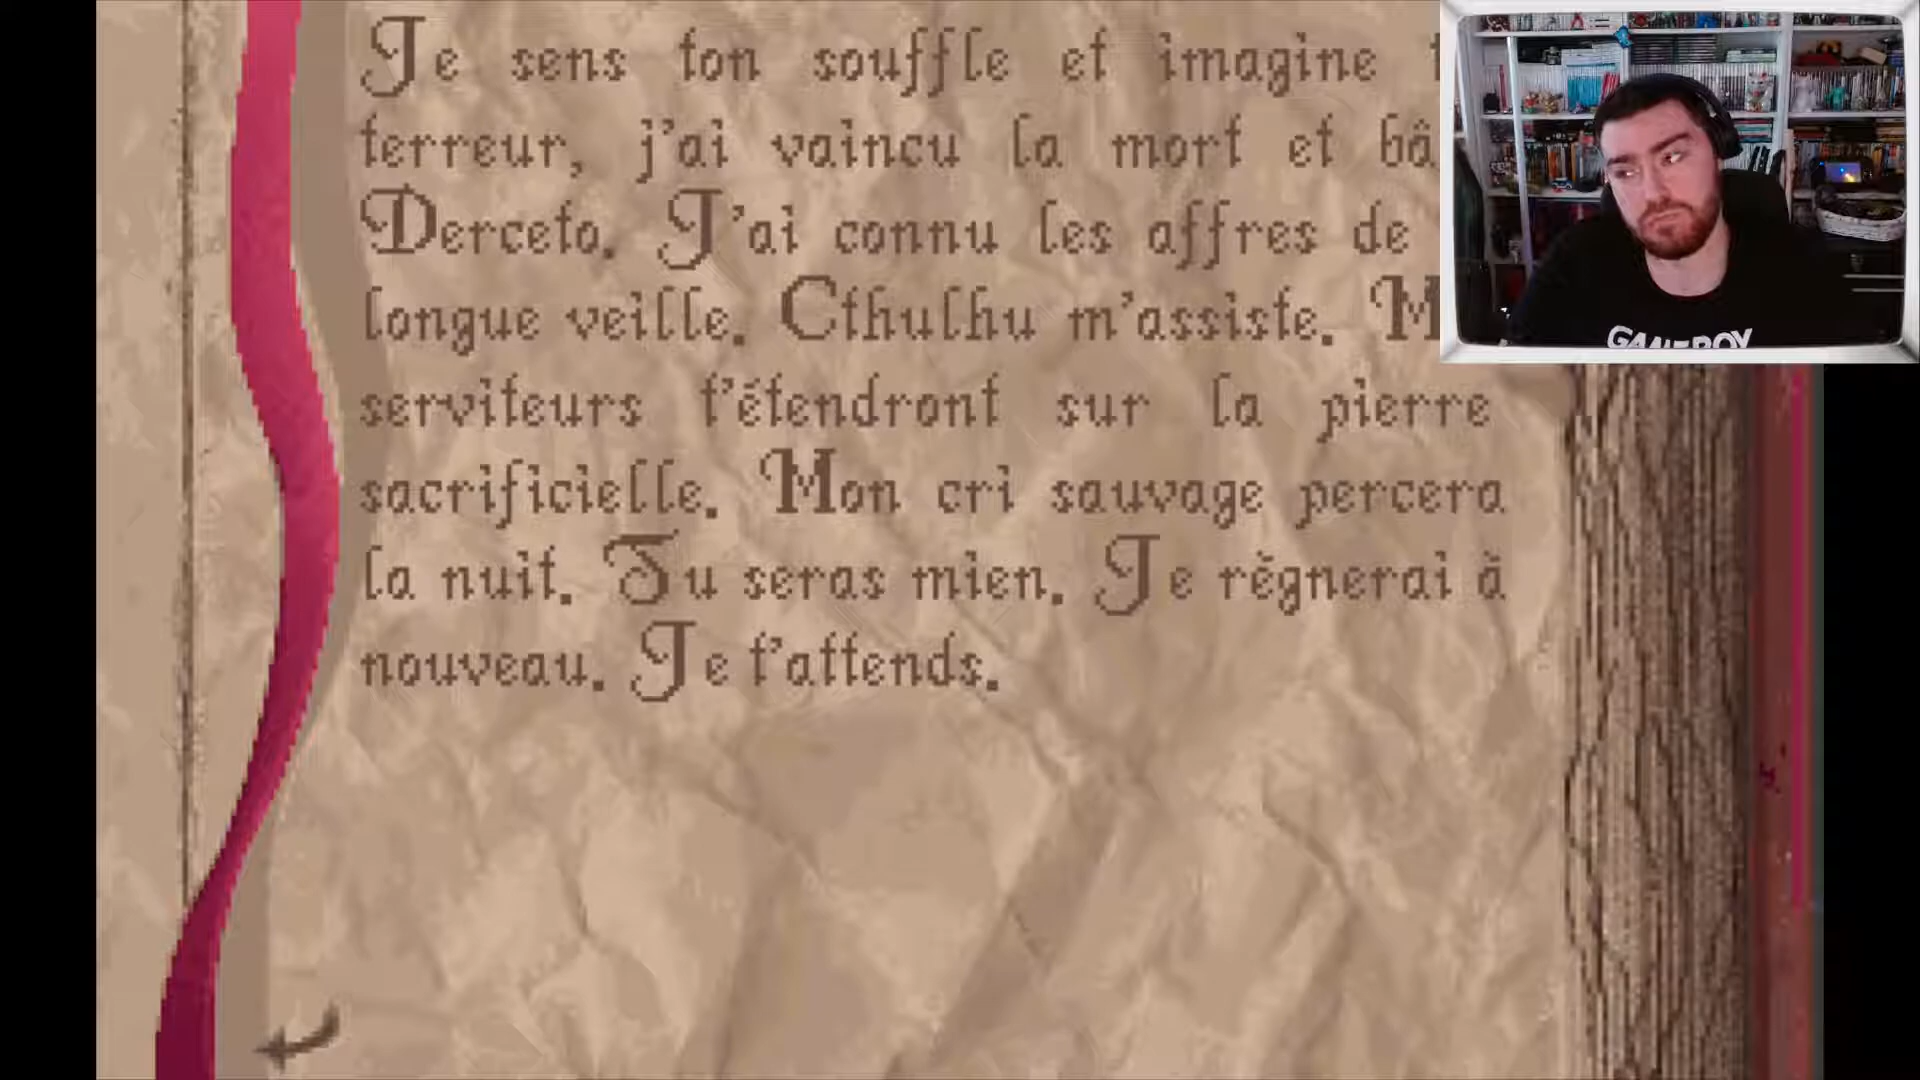 Je sens ton souffle et imagine
terreur, j'ai vaincu la mort et
Derceto. J'ai connu les affres de
longue veille. Cthulhu m'assiste.
serviteurs t'étendront sur la pierre
sacrificielle. Mon cri sauvage percera
la nuit. Tu seras mien. Je règnerai à
nouveau. Je t'attends.
GAMEBOY